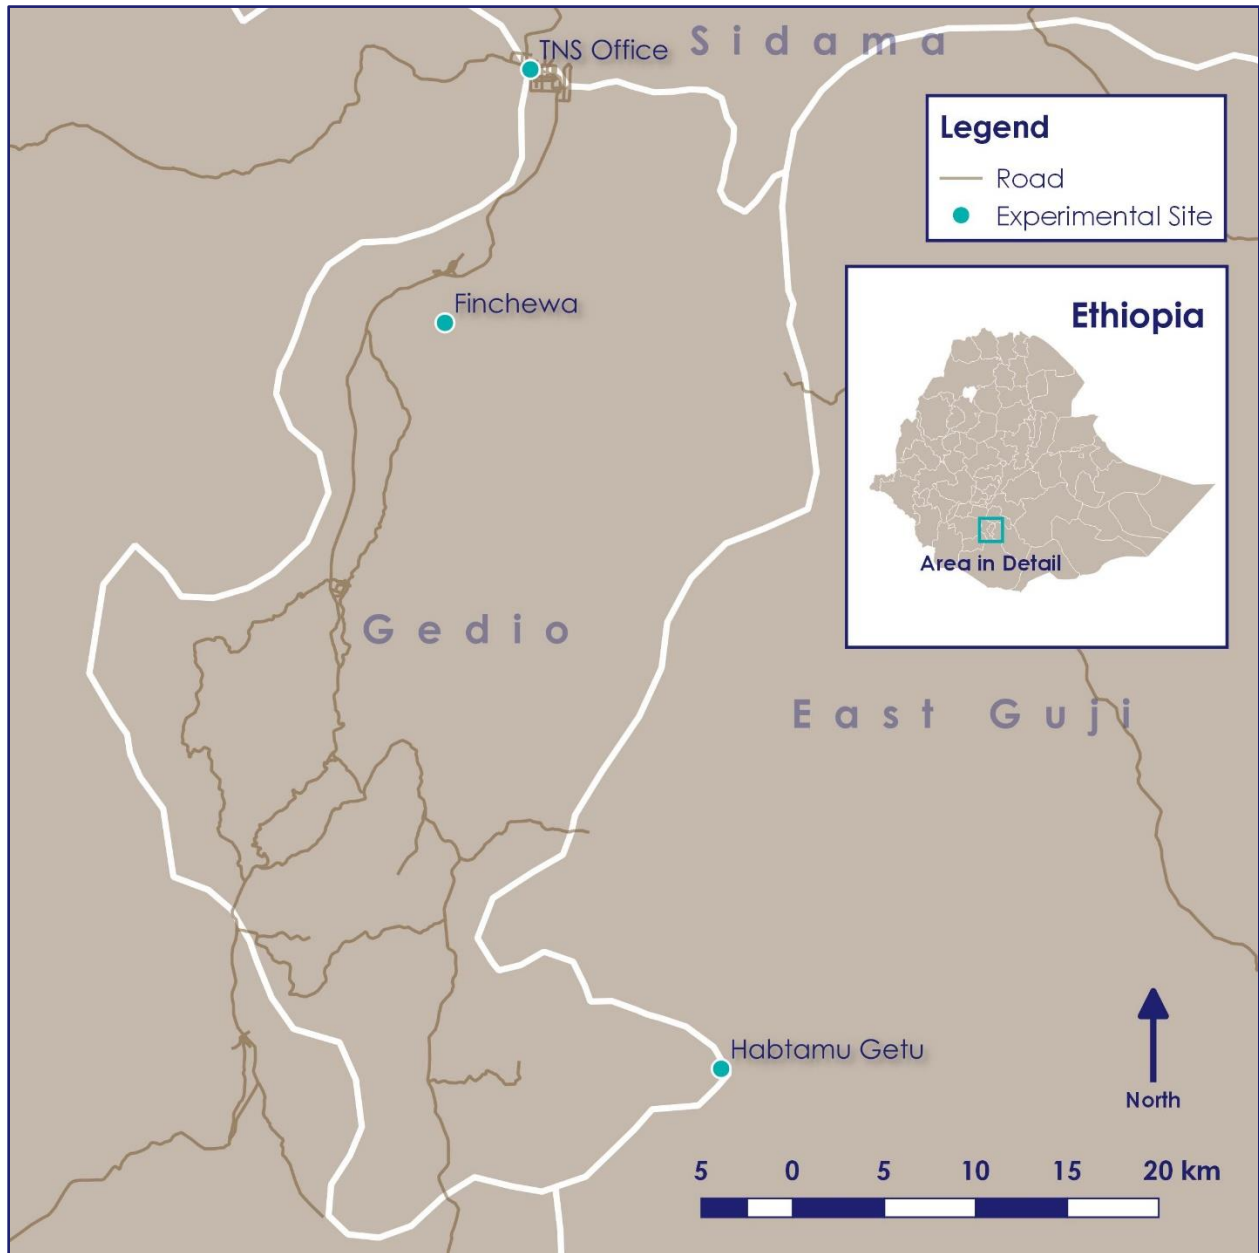 Sidama
TNS Office
Legend
Road
Experimental Site
Finchewa
Ethiopia
Area in Detail
Gedio
East Guji
Habtamu Getu
North
5 0 5 10 15 20 km